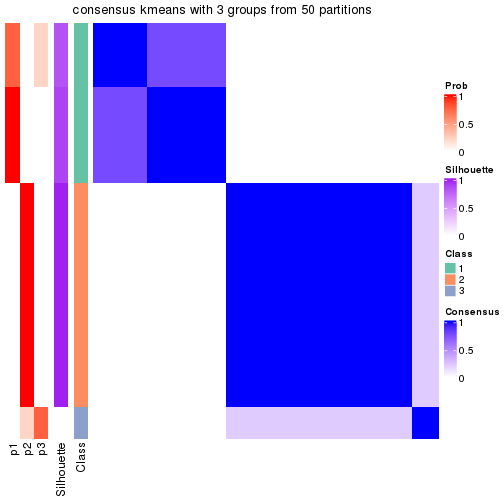 consensus kmeans with 3 groups from 50 partitions
Prob
1
0.5
0
Silhouette
1
0.5
0
Class
1
2
3
Consensus
1
0.5
0
p1
p2
p3
Silhouette
Class